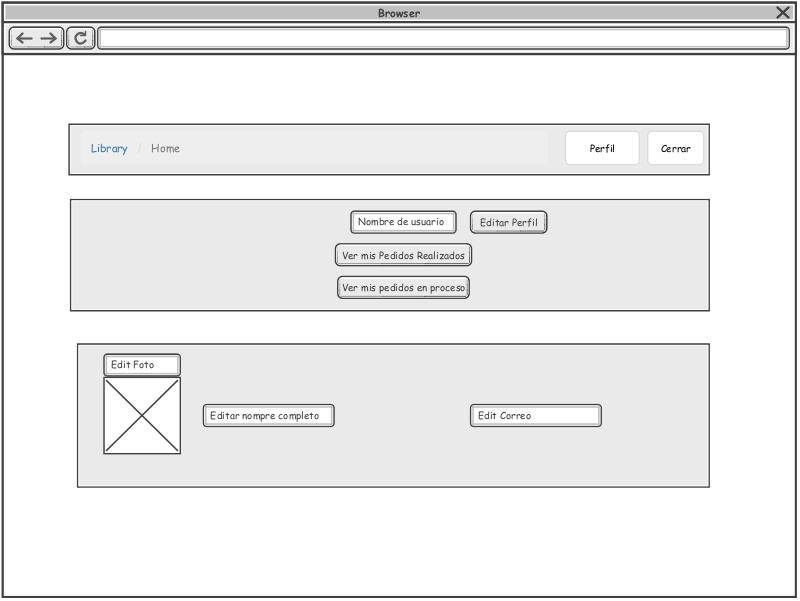 Browser
Library / Home
Perfil
Cerrar
Nombre de usuario
Editar Perfil
Ver mis Pedidos Realizados
Ver mis pedidos en proceso
Edit Foto
Editar nompre completo
Edit Correo